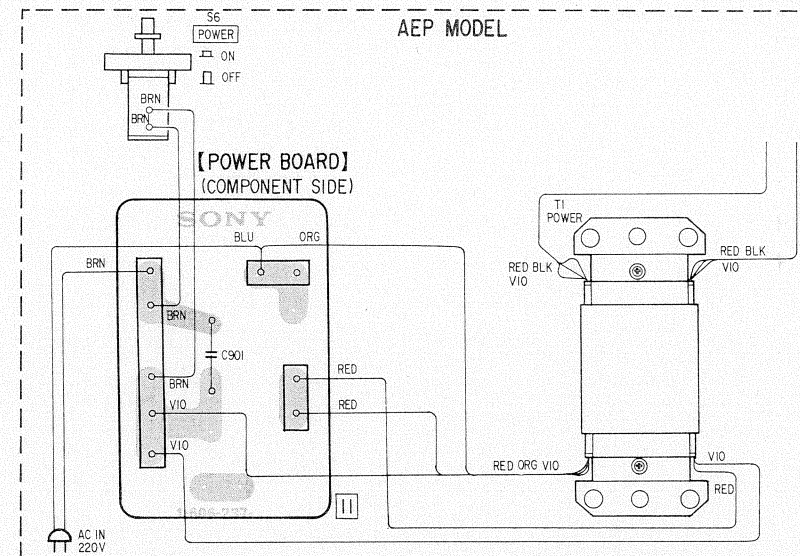 AEP MODEL
S6
POWER
ON
OFF
BRN
BRN
【POWER BOARD】
(COMPONENT SIDE)
SONY
BLU
ORG
BRN
BRN
C901
BRN
VIO
VIO
RED
RED
T1
POWER
RED BLK
VIO
RED BLK
VIO
RED ORG VIO
VIO
RED
11
AC IN
220V